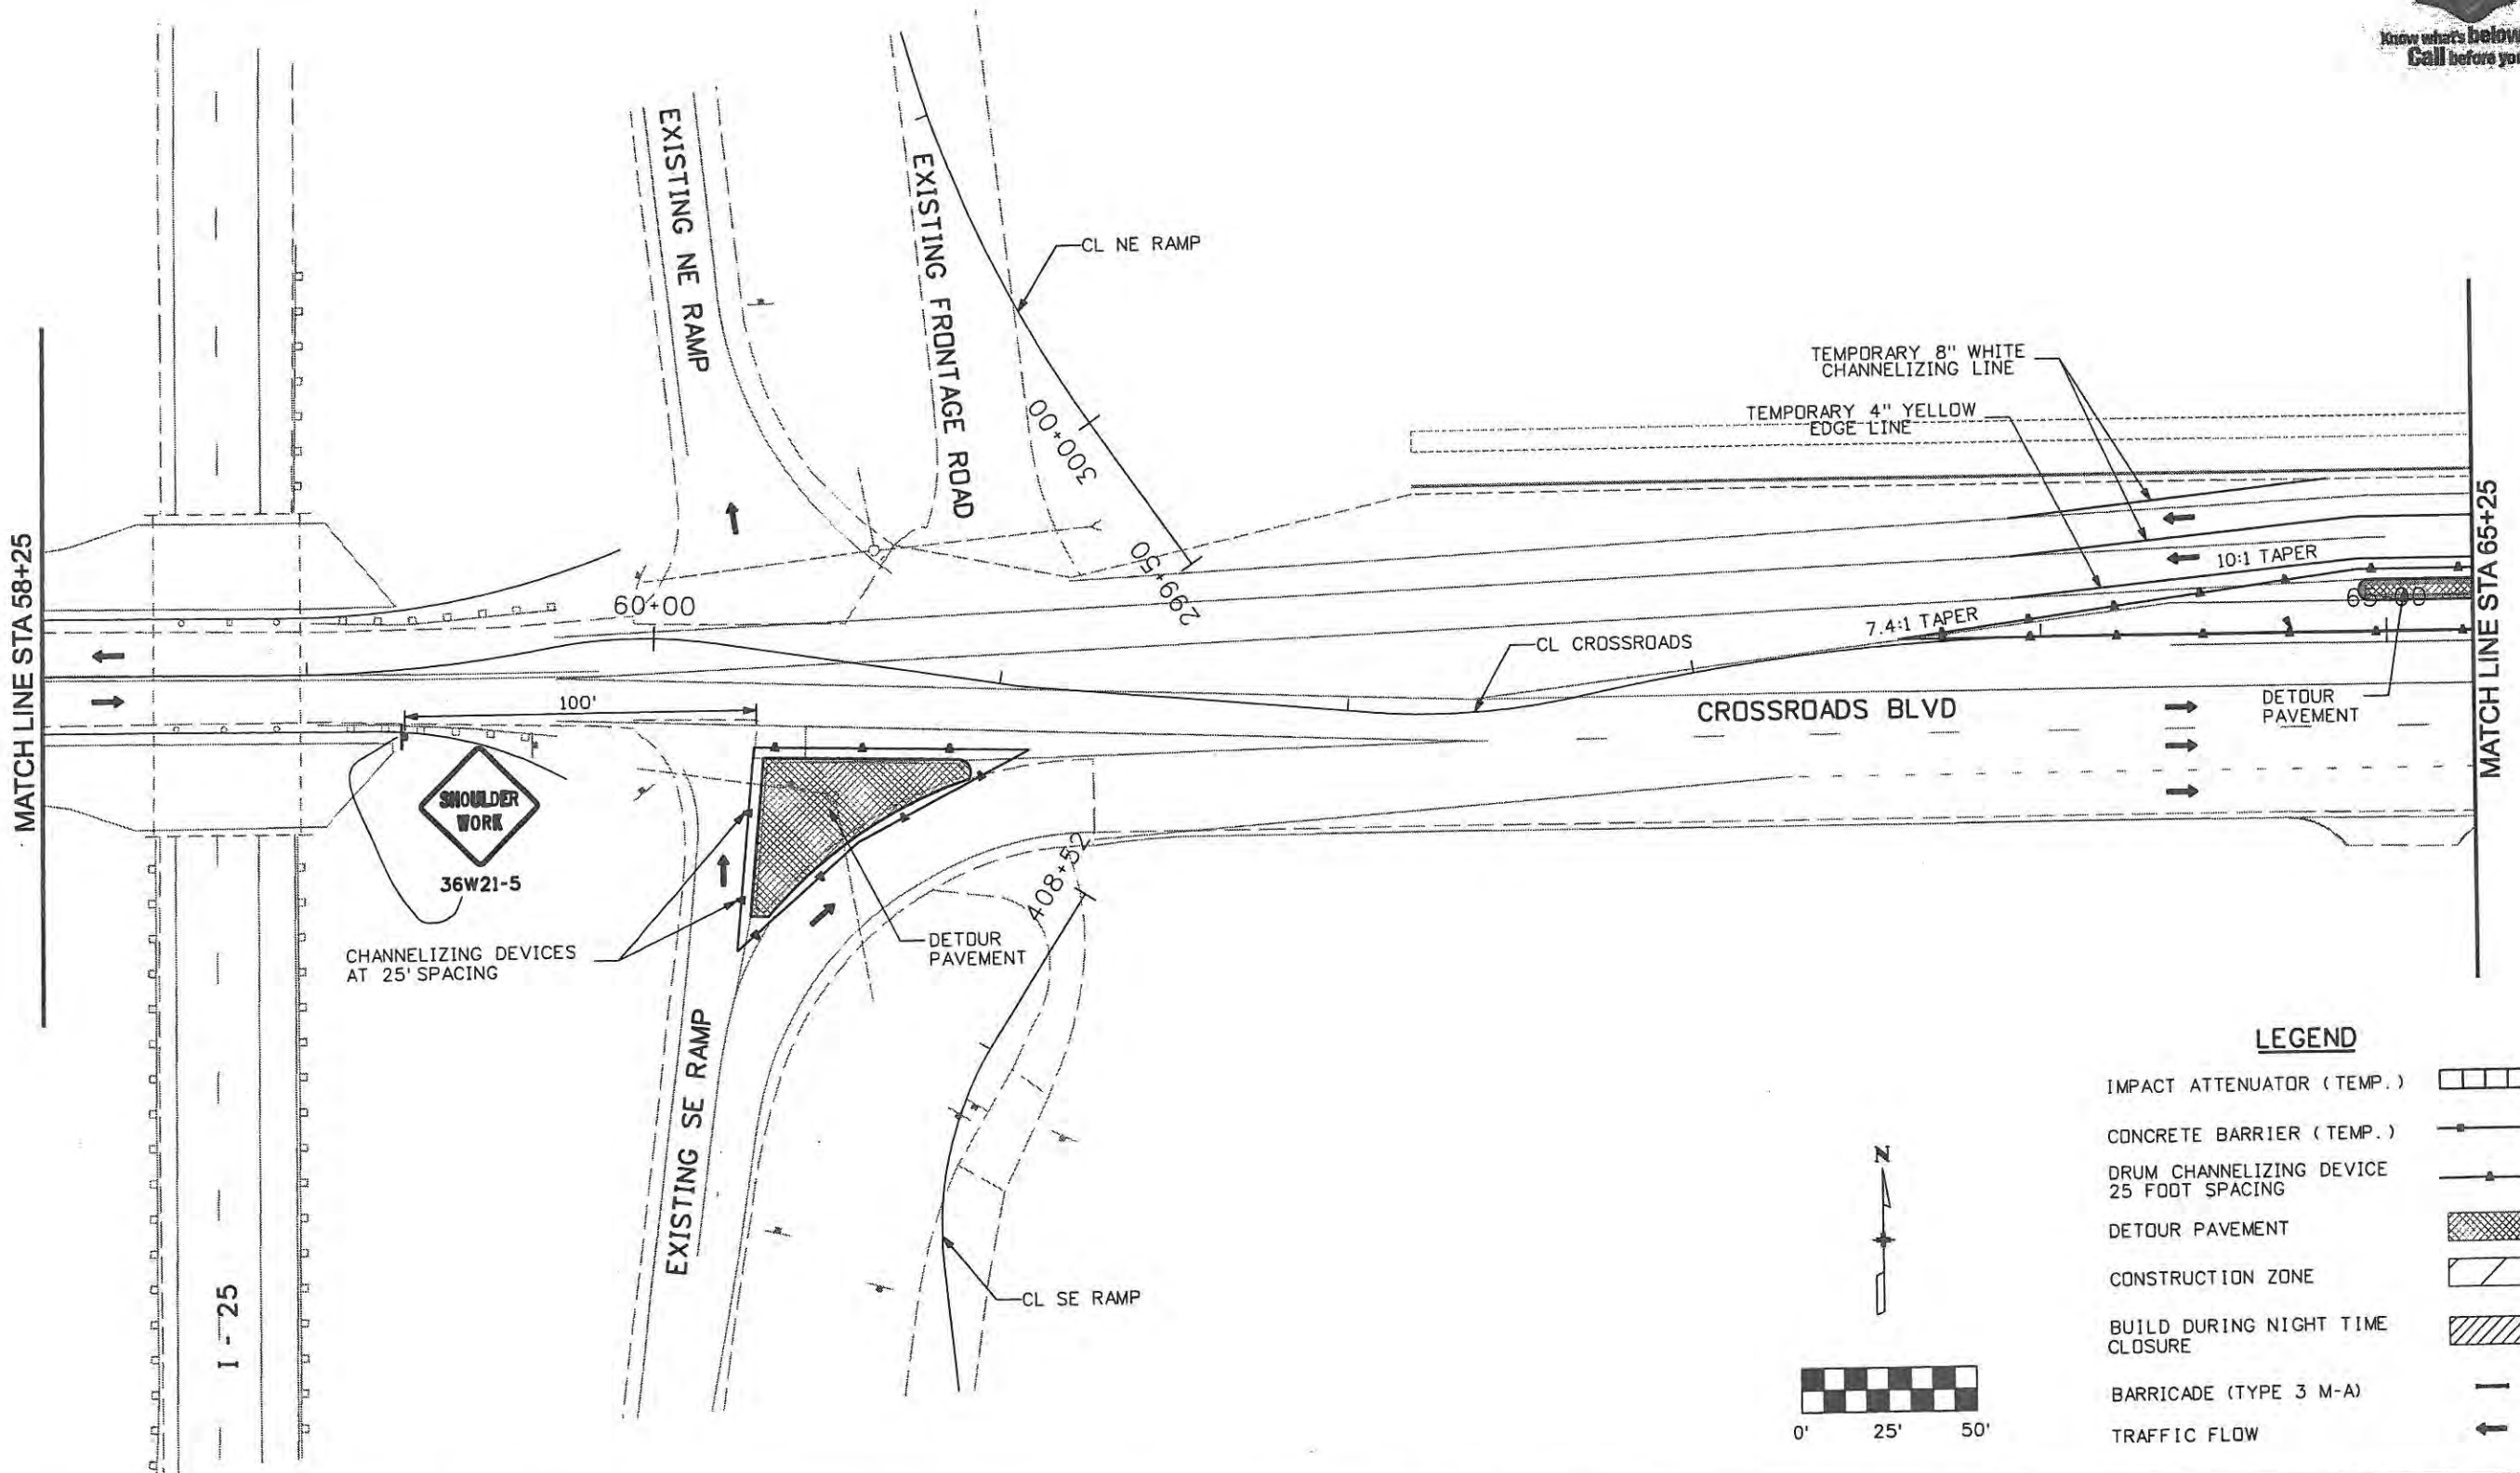 Know what's below
Call before you
EXISTING NE RAMP
EXISTING FRONTAGE ROAD
CL NE RAMP
300+00
299+50
TEMPORARY 8" WHITE
CHANNELIZING LINE
TEMPORARY 4" YELLOW
EDGE LINE
MATCH LINE STA 58+25
MATCH LINE STA 65+25
10:1 TAPER
7.4:1 TAPER
60+00
CL CROSSROADS
CROSSROADS BLVD
DETOUR
PAVEMENT
100'
SHOULDER
WORK
36W21-5
CHANNELIZING DEVICES
AT 25' SPACING
DETOUR
PAVEMENT
408+52
EXISTING SE RAMP
CL SE RAMP
I-25
N
0' 25' 50'
LEGEND
IMPACT ATTENUATOR (TEMP.)
CONCRETE BARRIER (TEMP.)
DRUM CHANNELIZING DEVICE
25 FOOT SPACING
DETOUR PAVEMENT
CONSTRUCTION ZONE
BUILD DURING NIGHT TIME
CLOSURE
BARRICADE (TYPE 3 M-A)
TRAFFIC FLOW